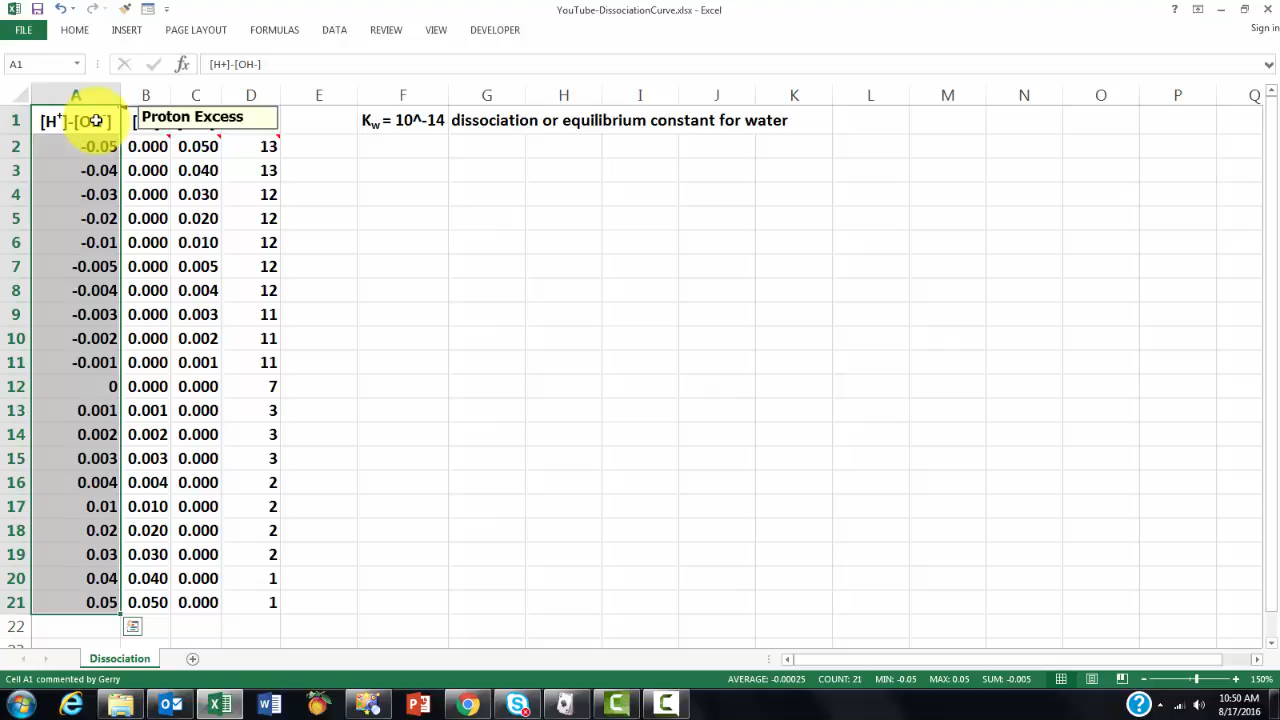 YouTube-DissociationCurve.xlsx - Excel
FILE HOME INSERT PAGE LAYOUT FORMULAS DATA REVIEW VIEW DEVELOPER Sign in
A1 fx [H+]-[OH-]
A B C D E F G H I J K L M N O P Q
1 [H+]-[OH-] [ Proton Excess Kw = 10^-14 dissociation or equilibrium constant for water
2 -0.05 0.000 0.050 13
3 -0.04 0.000 0.040 13
4 -0.03 0.000 0.030 12
5 -0.02 0.000 0.020 12
6 -0.01 0.000 0.010 12
7 -0.005 0.000 0.005 12
8 -0.004 0.000 0.004 12
9 -0.003 0.000 0.003 11
10 -0.002 0.000 0.002 11
11 -0.001 0.000 0.001 11
12 0 0.000 0.000 7
13 0.001 0.001 0.000 3
14 0.002 0.002 0.000 3
15 0.003 0.003 0.000 3
16 0.004 0.004 0.000 2
17 0.01 0.010 0.000 2
18 0.02 0.020 0.000 2
19 0.03 0.030 0.000 2
20 0.04 0.040 0.000 1
21 0.05 0.050 0.000 1
22
Dissociation
Cell A1 commented by Gerry AVERAGE: -0.00025 COUNT: 21 MIN: -0.05 MAX: 0.05 SUM: -0.005 150%
10:50 AM
8/17/2016